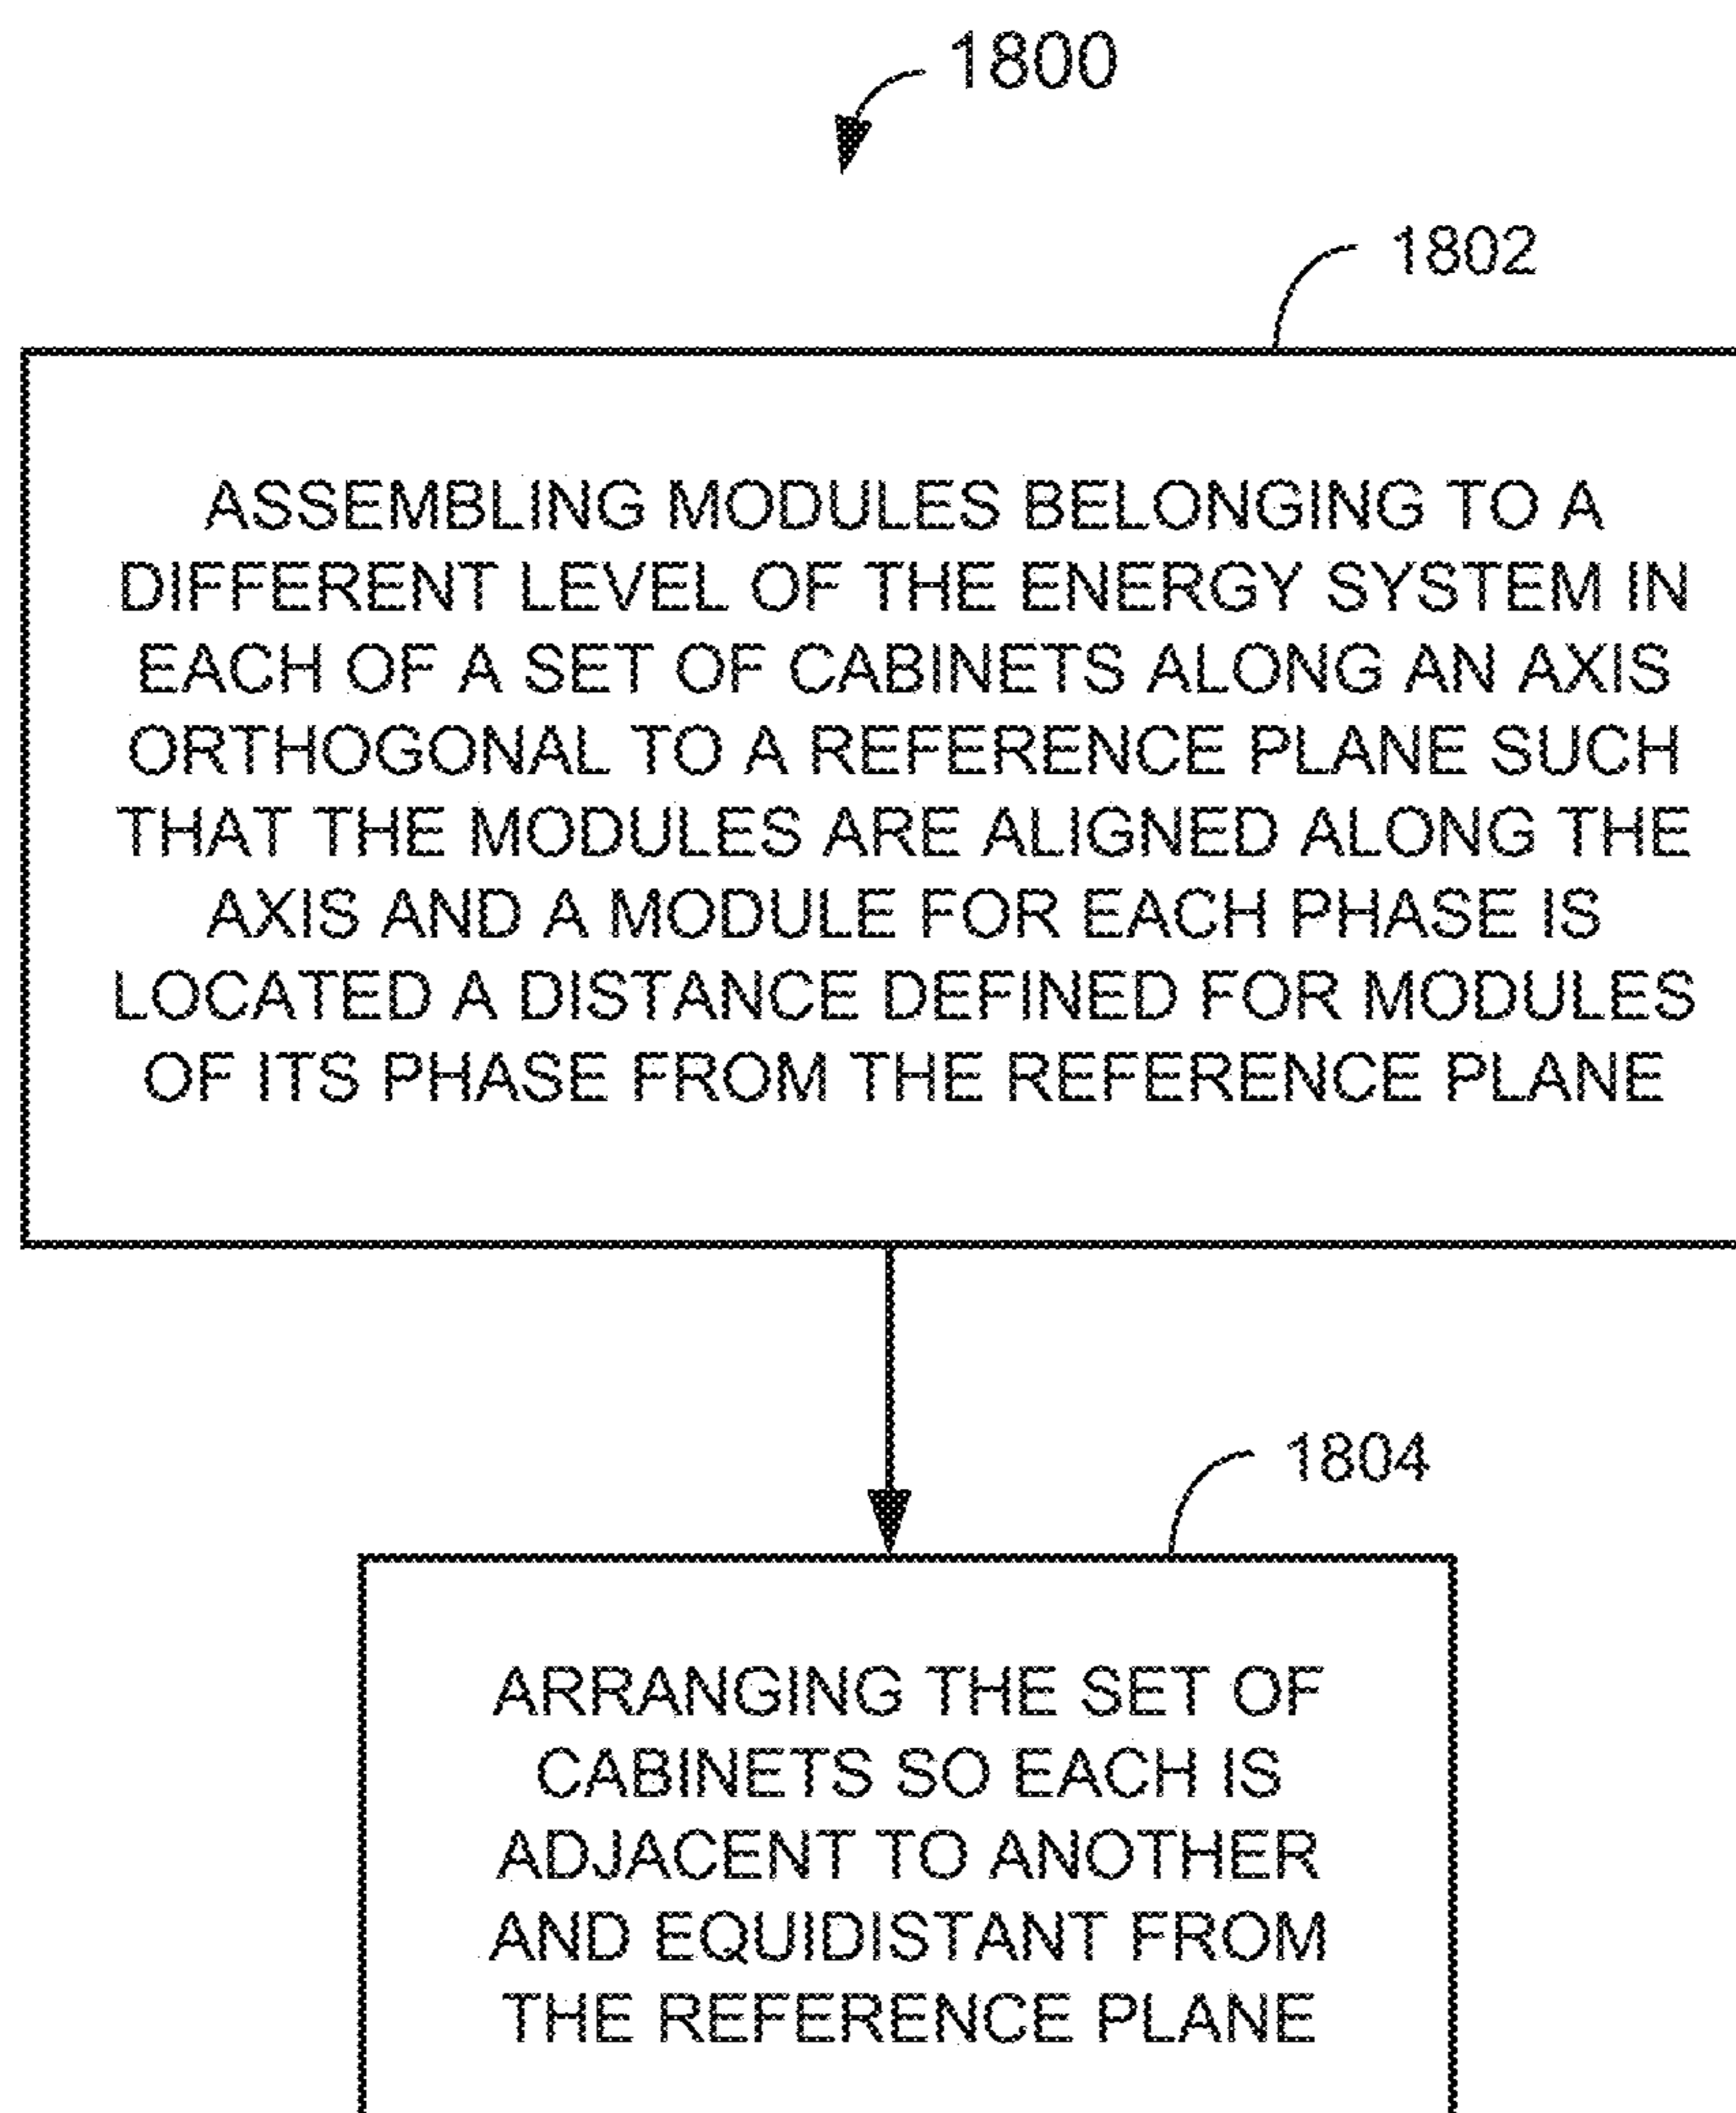 1800
1802
ASSEMBLING MODULES BELONGING TO A
DIFFERENT LEVEL OF THE ENERGY SYSTEM IN
EACH OF A SET OF CABINETS ALONG AN AXIS
ORTHOGONAL TO A REFERENCE PLANE SUCH
THAT THE MODULES ARE ALIGNED ALONG THE
AXIS AND A MODULE FOR EACH PHASE IS
LOCATED A DISTANCE DEFINED FOR MODULES
OF ITS PHASE FROM THE REFERENCE PLANE
1804
ARRANGING THE SET OF
CABINETS SO EACH IS
ADJACENT TO ANOTHER
AND EQUIDISTANT FROM
THE REFERENCE PLANE